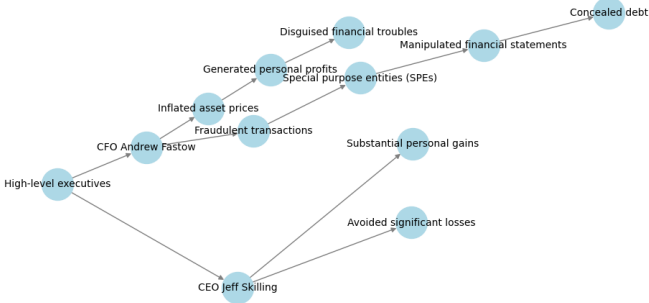 Concealed debt
Disguised financial troubles
Manipulated financial statements
Generated personal profits
Special purpose entities (SPEs)
Inflated asset prices
Fraudulent transactions
CFO Andrew Fastow
Substantial personal gains
High-level executives
Avoided significant losses
CEO Jeff Skilling